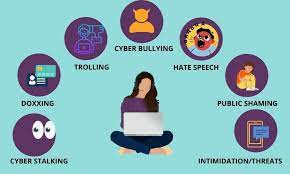 CYBER BULLYING
TROLLING
HATE SPEECH
DOXXING
PUBLIC SHAMING
CYBER STALKING
INTIMIDATION/THREATS